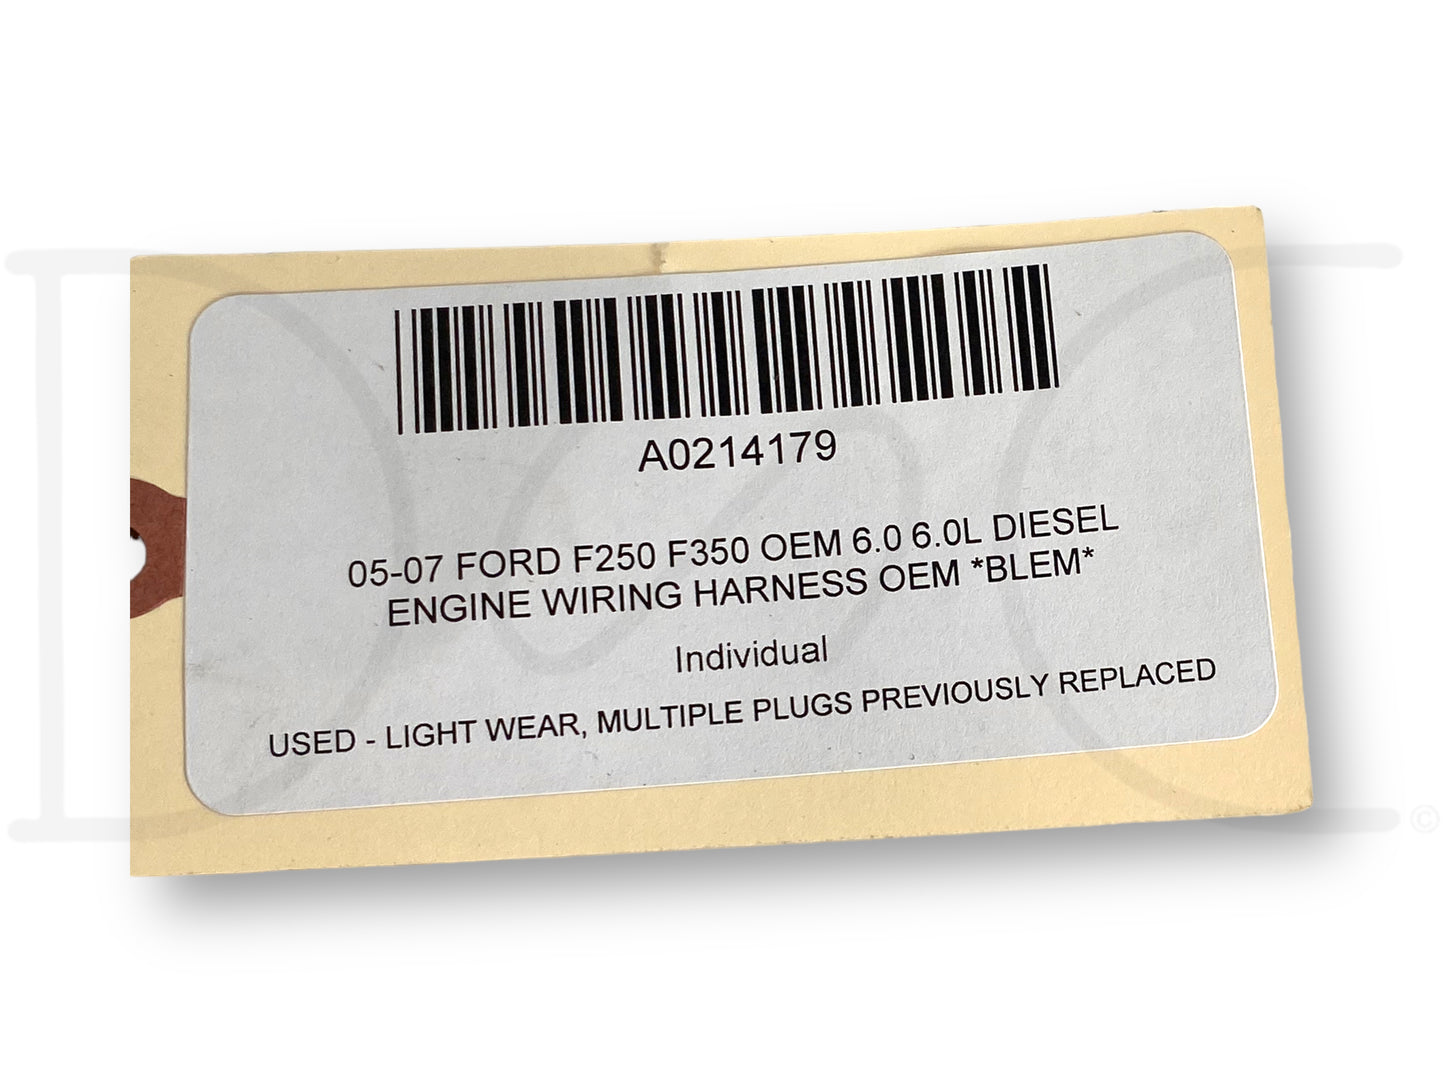 A0214179
05-07 FORD F250 F350 OEM 6.0 6.0L DIESEL
ENGINE WIRING HARNESS OEM *BLEM*
Individual
USED - LIGHT WEAR, MULTIPLE PLUGS PREVIOUSLY REPLACED
©